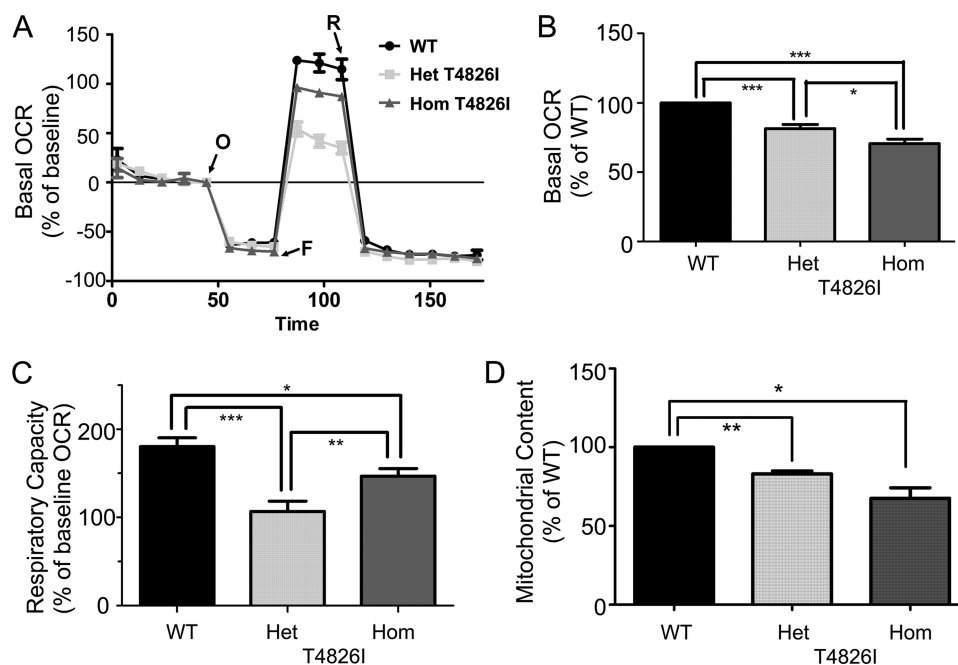 A
Basal OCR
(% of baseline)
150
100
50
0
-50
-100
0
50
100
150
Time
O
F
R
WT
Het T4826I
Hom T4826I
B
Basal OCR
(% of WT)
150
100
50
0
***
***
*
WT
Het
Hom
T4826I
C
Respiratory Capacity
(% of baseline OCR)
200
100
0
*
***
**
WT
Het
Hom
T4826I
D
Mitochondrial Content
(% of WT)
150
100
50
0
*
**
WT
Het
Hom
T4826I